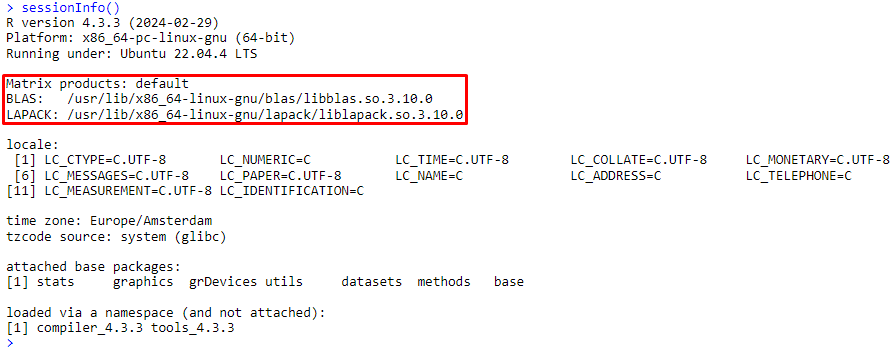 > sessionInfo()
R version 4.3.3 (2024-02-29)
Platform: x86_64-pc-linux-gnu (64-bit)
Running under: Ubuntu 22.04.4 LTS

Matrix products: default
BLAS:   /usr/lib/x86_64-linux-gnu/blas/libblas.so.3.10.0
LAPACK: /usr/lib/x86_64-linux-gnu/lapack/liblapack.so.3.10.0

locale:
 [1] LC_CTYPE=C.UTF-8       LC_NUMERIC=C           LC_TIME=C.UTF-8        LC_COLLATE=C.UTF-8     LC_MONETARY=C.UTF-8
 [6] LC_MESSAGES=C.UTF-8    LC_PAPER=C.UTF-8       LC_NAME=C              LC_ADDRESS=C           LC_TELEPHONE=C
[11] LC_MEASUREMENT=C.UTF-8 LC_IDENTIFICATION=C

time zone: Europe/Amsterdam
tzcode source: system (glibc)

attached base packages:
[1] stats     graphics  grDevices utils     datasets  methods   base

loaded via a namespace (and not attached):
[1] compiler_4.3.3 tools_4.3.3
>